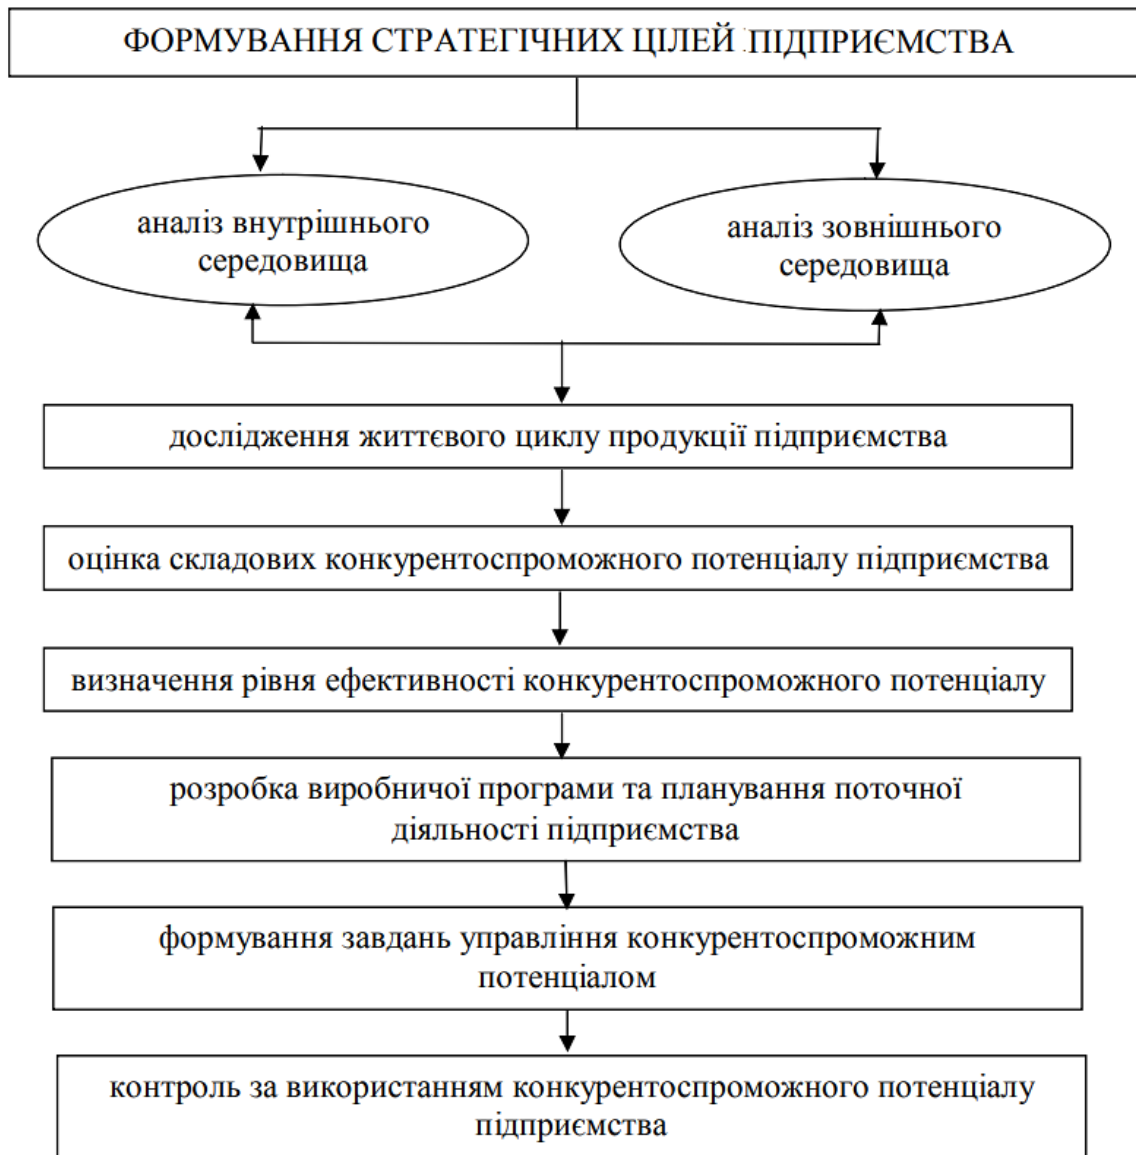 ФОРМУВАННЯ СТРАТЕГІЧНИХ ЦІЛЕЙ ПІДПРИЄМСТВА
аналіз внутрішнього
середовища
аналіз зовнішнього
середовища
дослідження життєвого циклу продукції підприємства
оцінка складових конкурентоспроможного потенціалу підприємства
визначення рівня ефективності конкурентоспроможного потенціалу
розробка виробничої програми та планування поточної
діяльності підприємства
формування завдань управління конкурентоспроможним
потенціалом
контроль за використанням конкурентоспроможного потенціалу
підприємства